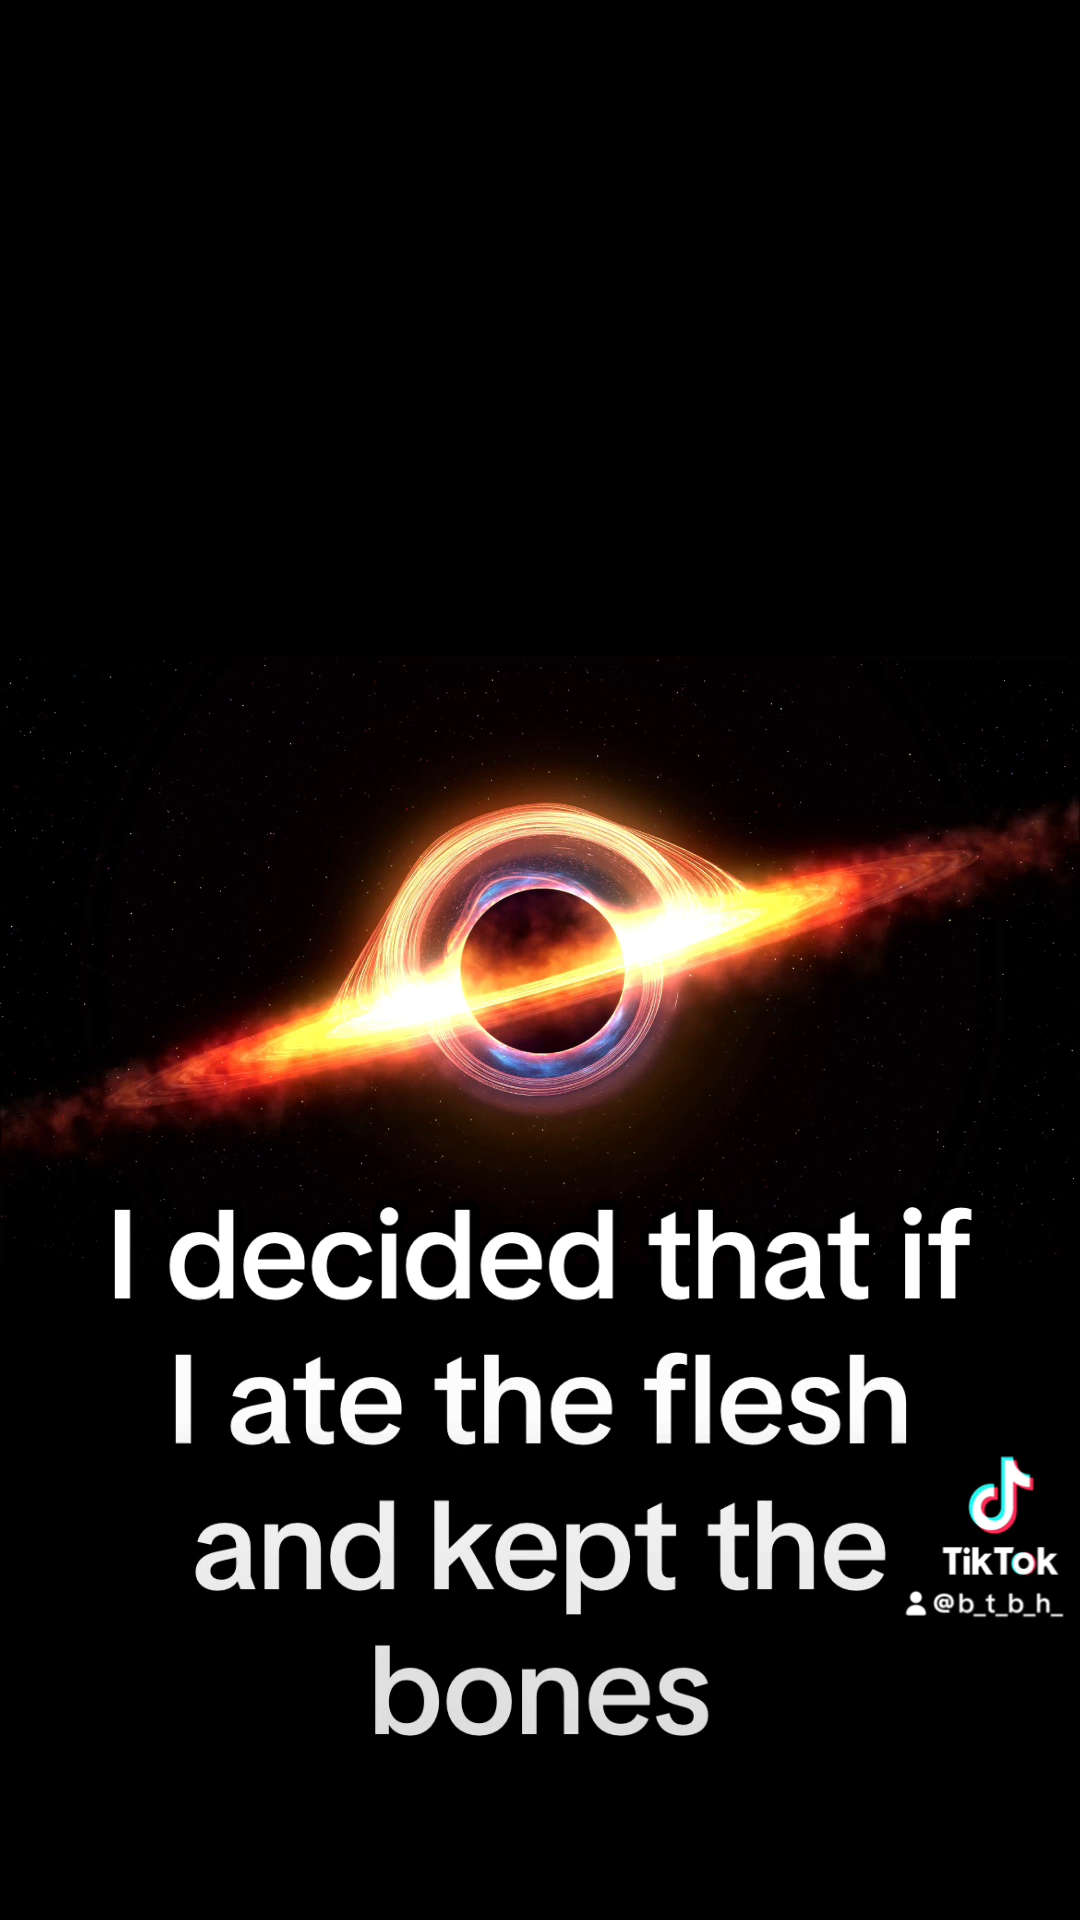 I decided that if
I ate the flesh
and kept the
bones
TikTok
@b_t_b_h_